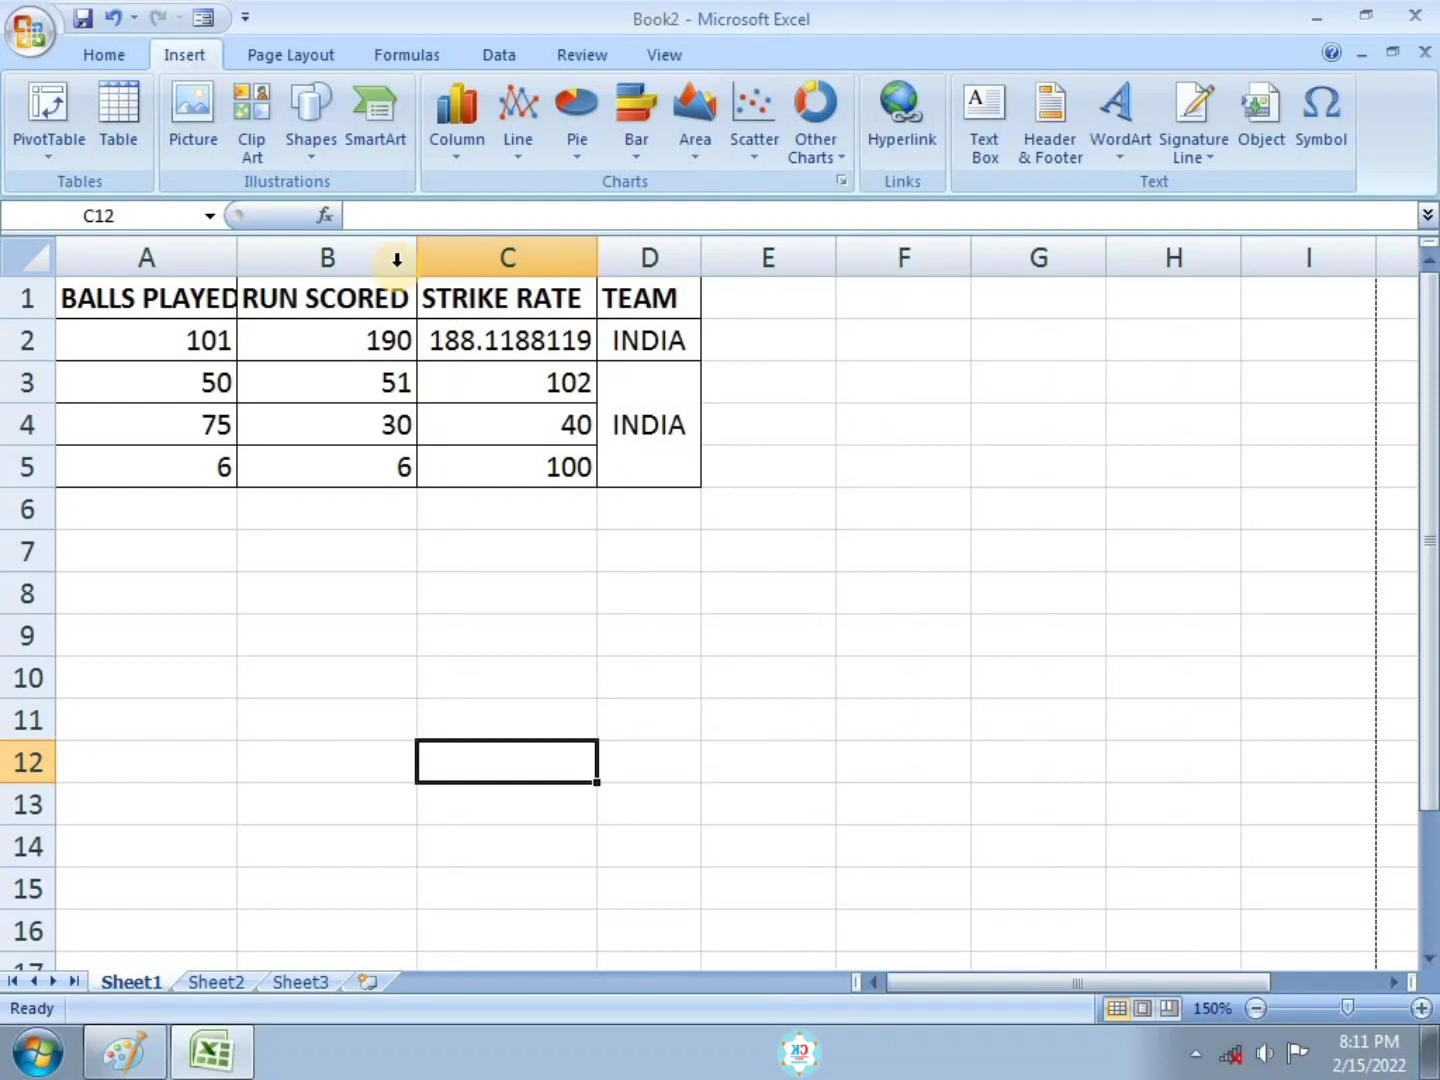 Book2 - Microsoft Excel
Home Insert Page Layout Formulas Data Review View
PivotTable Table Picture Clip Art Shapes SmartArt Column Line Pie Bar Area Scatter Other Charts Hyperlink Text Box Header & Footer WordArt Signature Line Object Symbol
Tables Illustrations Charts Links Text
C12 fx
A B C D E F G H I
1 BALLS PLAYED RUN SCORED STRIKE RATE TEAM
2 101 190 188.1188119 INDIA
3 50 51 102
4 75 30 40 INDIA
5 6 6 100
6
7
8
9
10
11
12
13
14
15
16
17
Sheet1 Sheet2 Sheet3
Ready 150%
CK
8:11 PM
2/15/2022